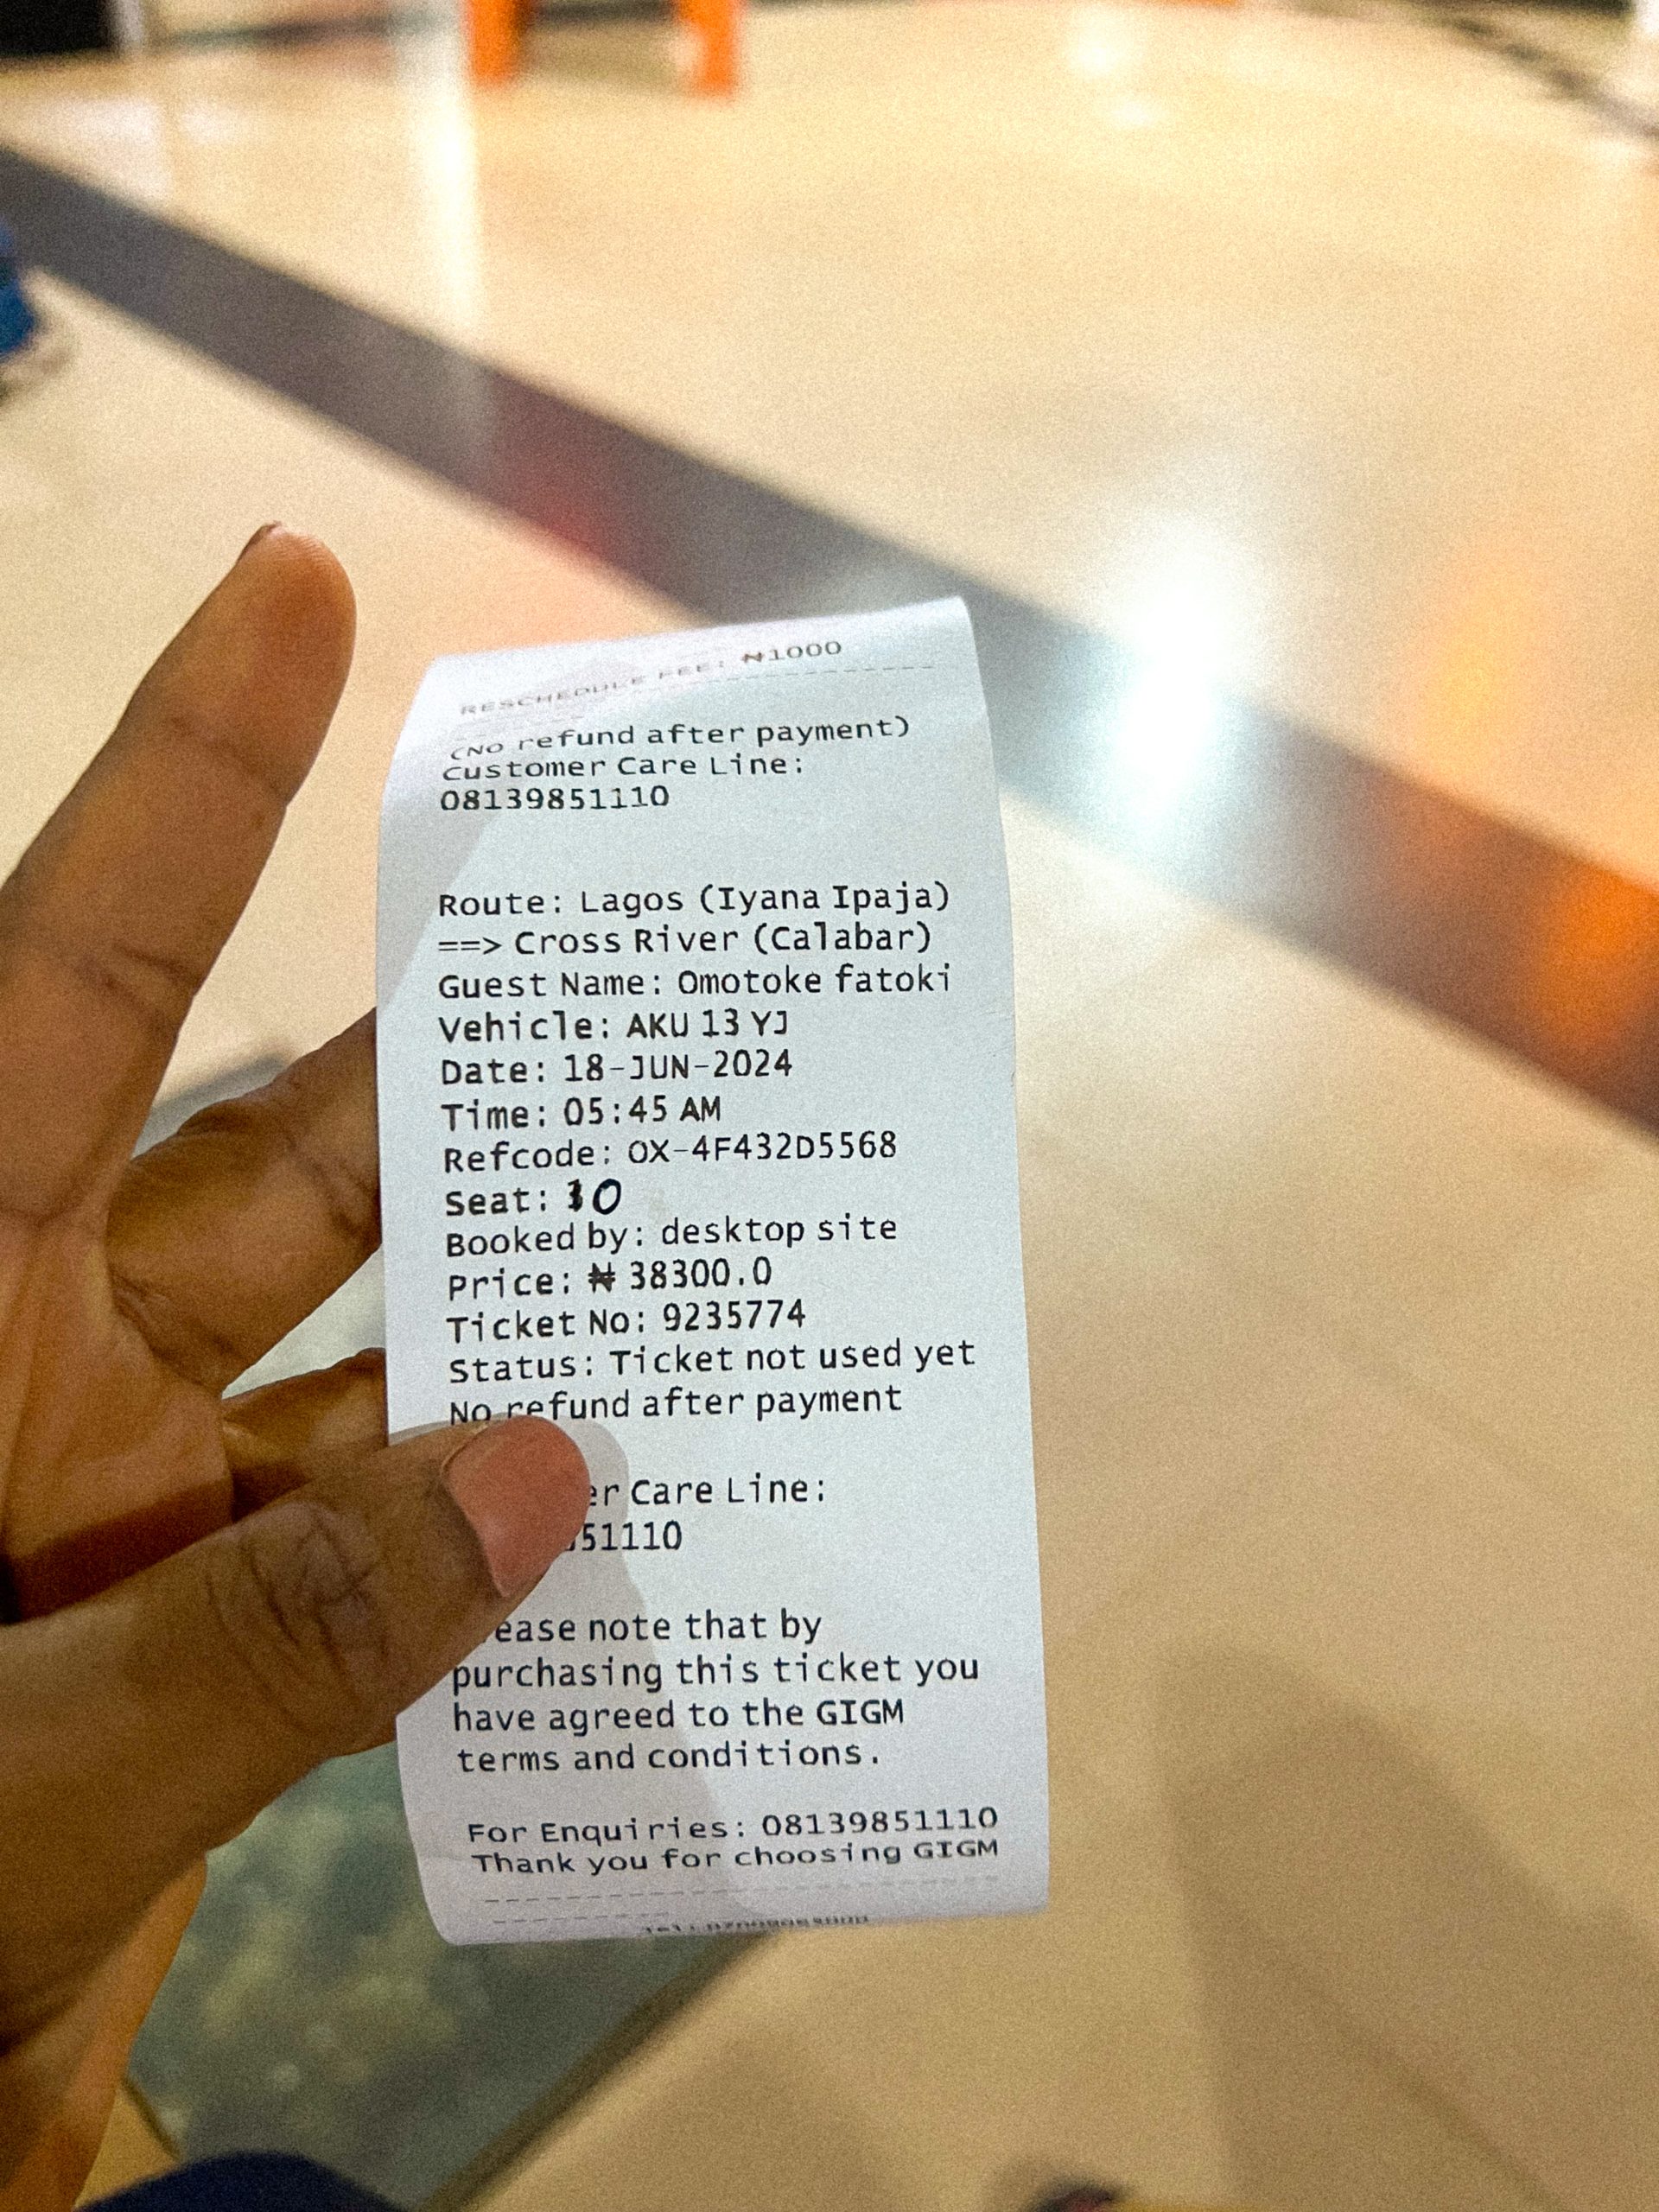 RESCHEDULE FEE: ₦1000
(No refund after payment)
Customer Care Line:
08139851110
Route: Lagos (Iyana Ipaja)
==> Cross River (Calabar)
Guest Name: Omotoke fatoki
Vehicle: AKU 13 YJ
Date: 18-JUN-2024
Time: 05:45 AM
Refcode: OX-4F432D5568
Seat: 10
Booked by: desktop site
Price: ₦ 38300.0
Ticket No: 9235774
Status: Ticket not used yet
No refund after payment
Care Line:
51110
note that by
purchasing this ticket you
have agreed to the GIGM
terms and conditions.
For Enquiries: 08139851110
Thank you for choosing GIGM